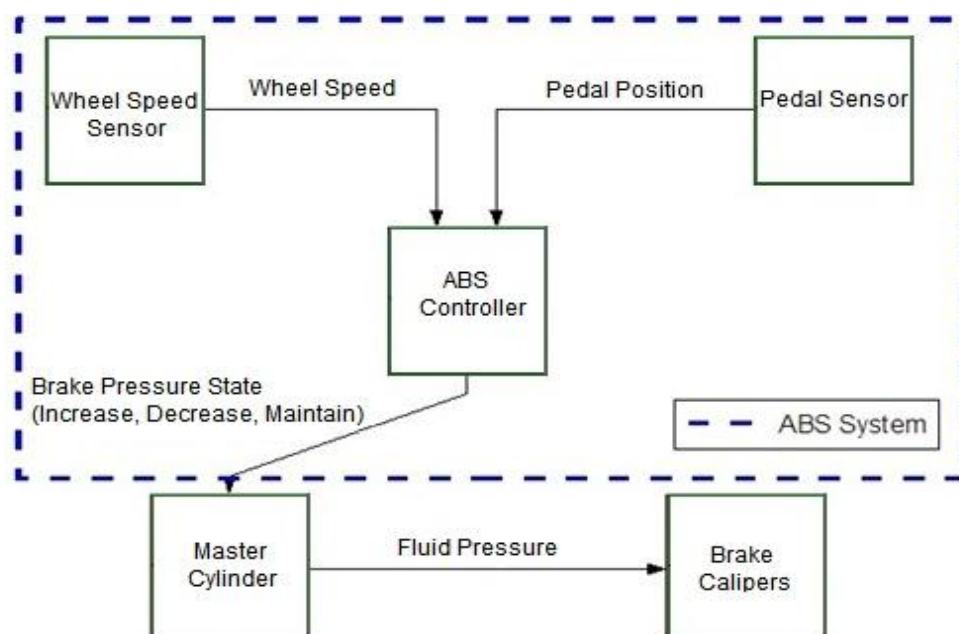 Wheel Speed
Sensor
Wheel Speed
Pedal Position
Pedal Sensor
ABS
Controller
Brake Pressure State
(Increase, Decrease, Maintain)
ABS System
Master
Cylinder
Fluid Pressure
Brake
Calipers